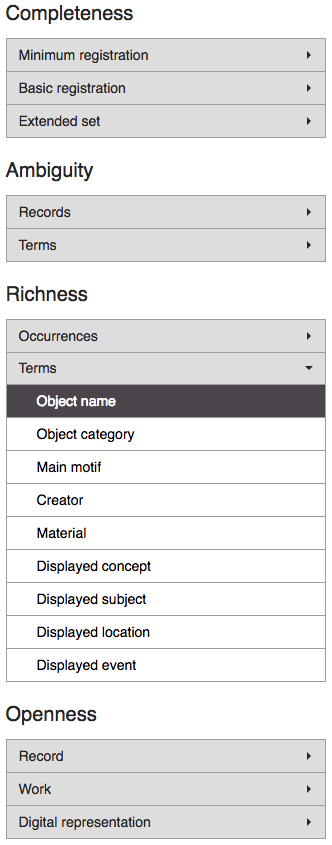 Completeness
Minimum registration
Basic registration
Extended set
Ambiguity
Records
Terms
Richness
Occurrences
Terms
Object name
Object category
Main motif
Creator
Material
Displayed concept
Displayed subject
Displayed location
Displayed event
Openness
Record
Work
Digital representation